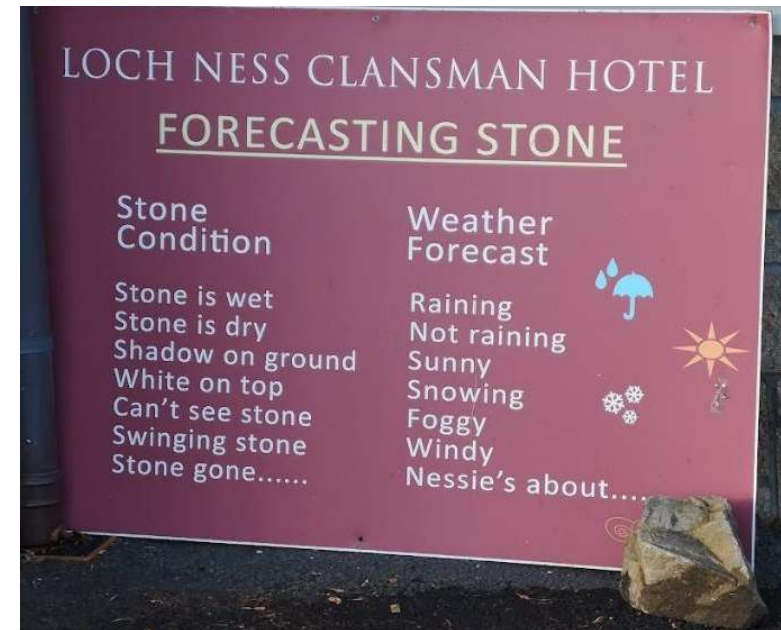 LOCH NESS CLANSMAN HOTEL
FORECASTING STONE
Stone Condition
Weather Forecast
Stone is wet Raining
Stone is dry Not raining
Shadow on ground Sunny
White on top Snowing
Can't see stone Foggy
Swinging stone Windy
Stone gone...... Nessie's about....